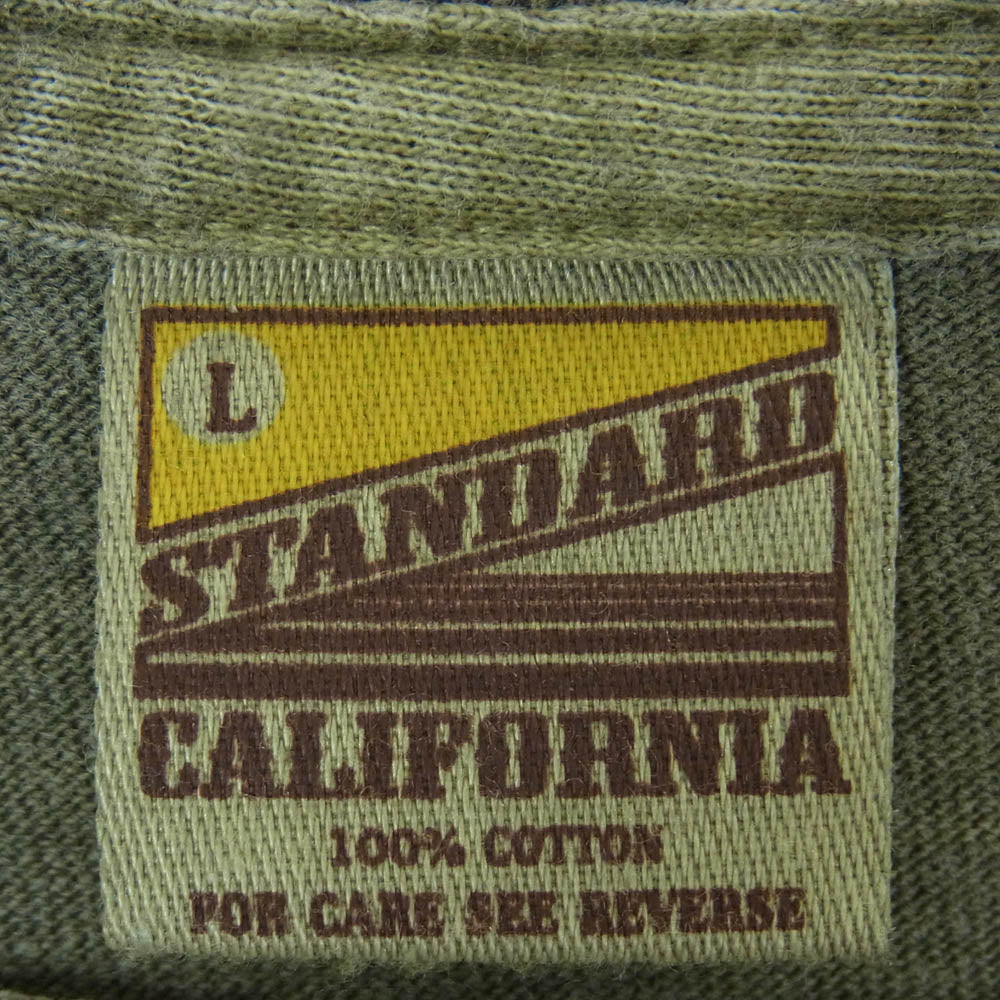 L
STANDARD
CALIFORNIA
100% COTTON
FOR CARE SEE REVERSE